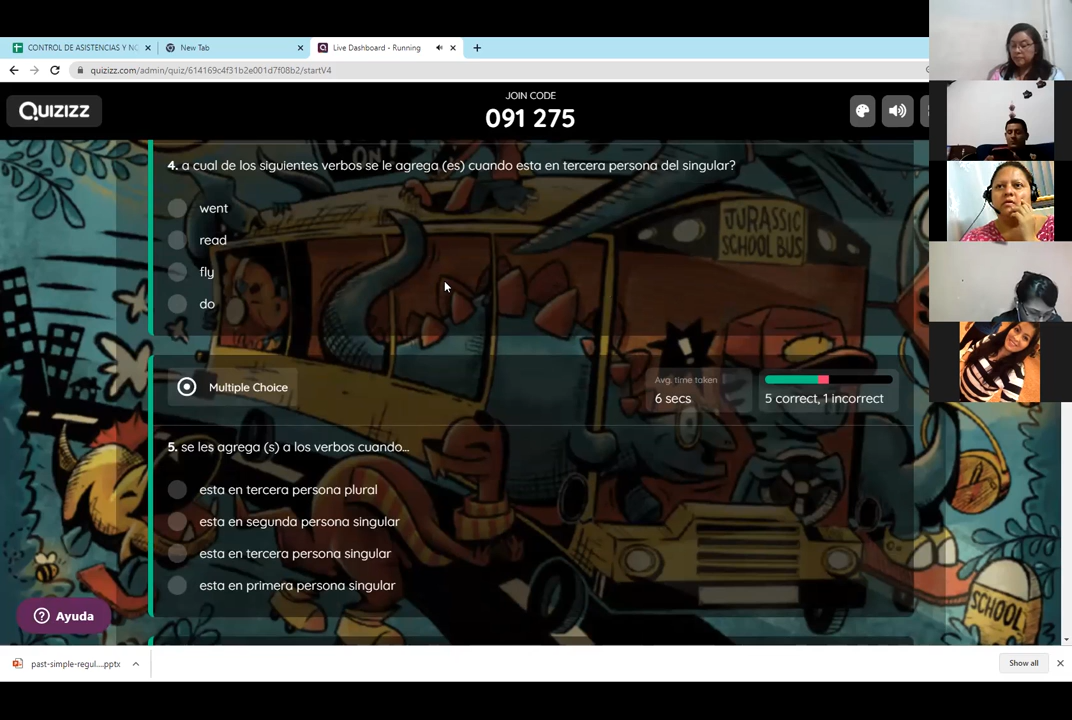 CONTROL DE ASISTENCIAS Y NO
New Tab
Live Dashboard - Running
quizizz.com/admin/quiz/614169c4f31b2e001d7f08b2/startV4
QUIZIZZ
JOIN CODE
091 275
4. a cual de los siguientes verbos se le agrega (es) cuando esta en tercera persona del singular?
went
read
fly
do
JURASSIC
SCHOOL BUS
Multiple Choice
Avg. time taken
6 secs
5 correct, 1 incorrect
5. se les agrega (s) a los verbos cuando...
esta en tercera persona plural
esta en segunda persona singular
esta en tercera persona singular
esta en primera persona singular
SCHOOL
Ayuda
past-simple-regul....pptx
Show all